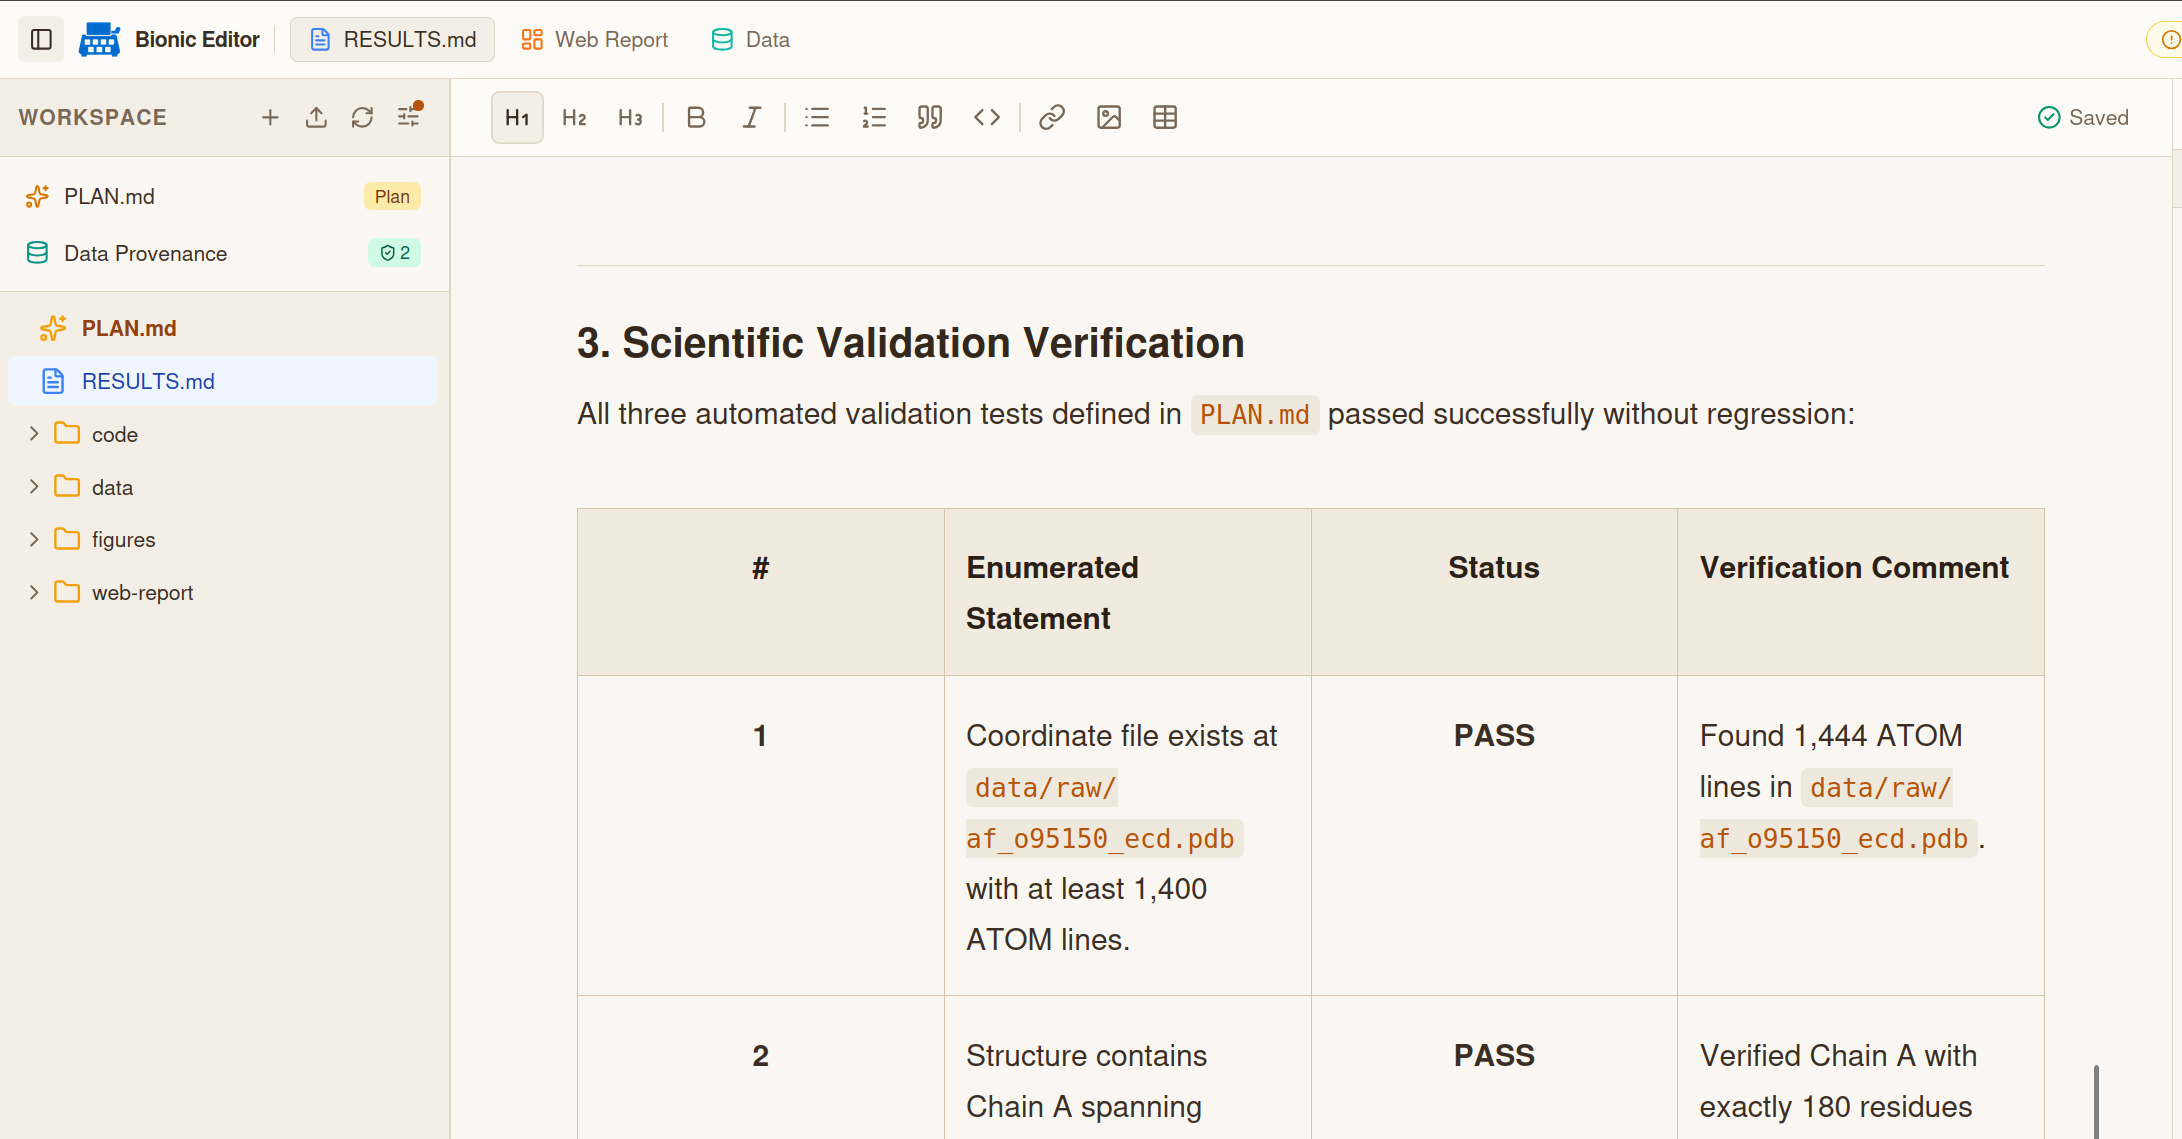 Bionic Editor
RESULTS.md
Web Report
Data
WORKSPACE
H1 H2 H3 B I
Saved
PLAN.md
Plan
Data Provenance
2
PLAN.md
RESULTS.md
code
data
figures
web-report
3. Scientific Validation Verification
All three automated validation tests defined in PLAN.md passed successfully without regression:
#
Enumerated
Statement
Status
Verification Comment
1
Coordinate file exists at
data/raw/
af_o95150_ecd.pdb
with at least 1,400
ATOM lines.
PASS
Found 1,444 ATOM
lines in data/raw/
af_o95150_ecd.pdb.
2
Structure contains
Chain A spanning
PASS
Verified Chain A with
exactly 180 residues